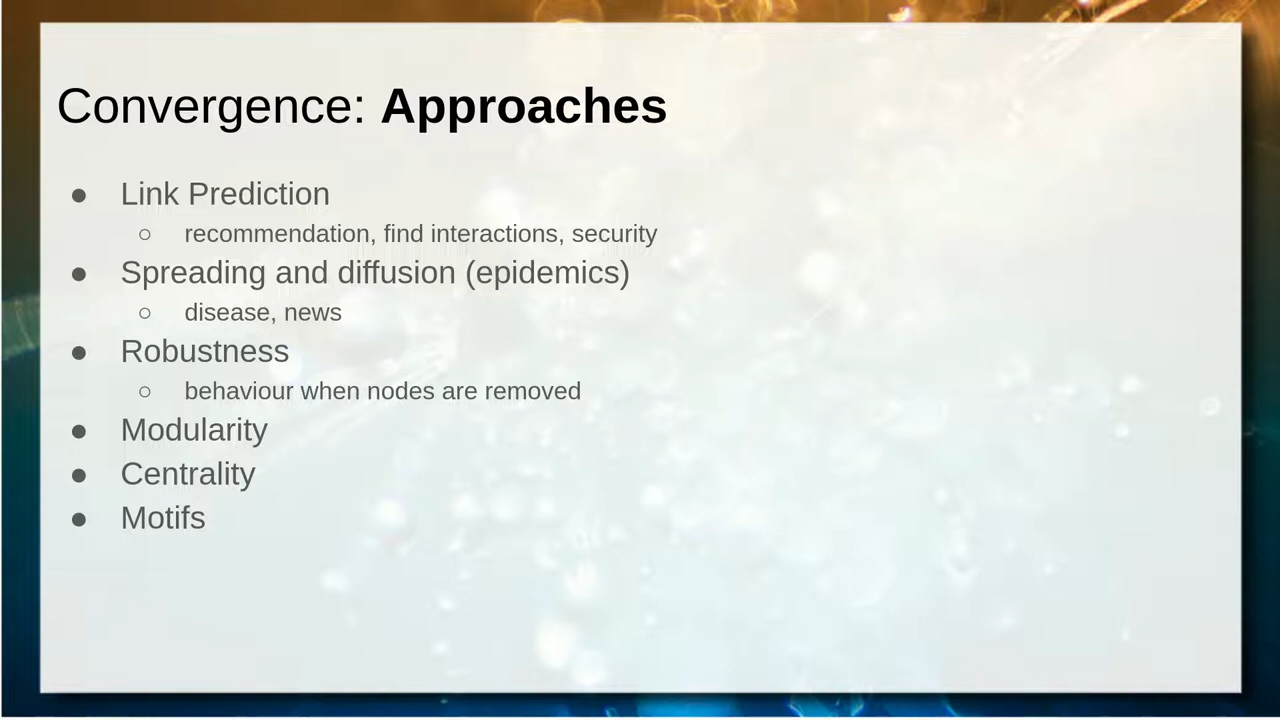 Convergence: Approaches
● Link Prediction
○ recommendation, find interactions, security
● Spreading and diffusion (epidemics)
○ disease, news
● Robustness
○ behaviour when nodes are removed
● Modularity
● Centrality
● Motifs